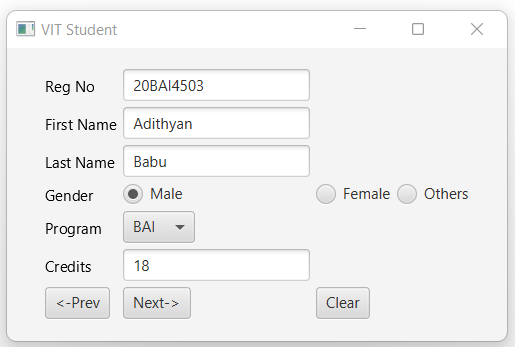 VIT Student
Reg No 20BAI4503
First Name Adithyan
Last Name Babu
Gender Male Female Others
Program BAI
Credits 18
<-Prev Next-> Clear